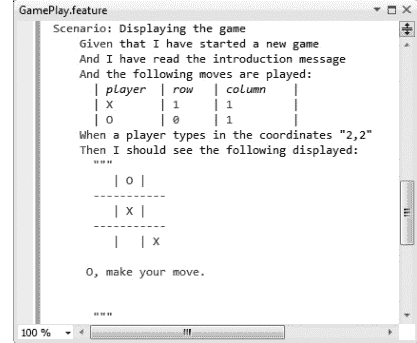 GamePlay.feature
Scenario: Displaying the game
Given that I have started a new game
And I have read the introduction message
And the following moves are played:
| player | row | column |
| X | 1 | 1 |
| O | 0 | 1 |
When a player types in the coordinates "2,2"
Then I should see the following displayed:
"""
| O |
-----------
| X |
-----------
| | X
O, make your move.
"""
100 %